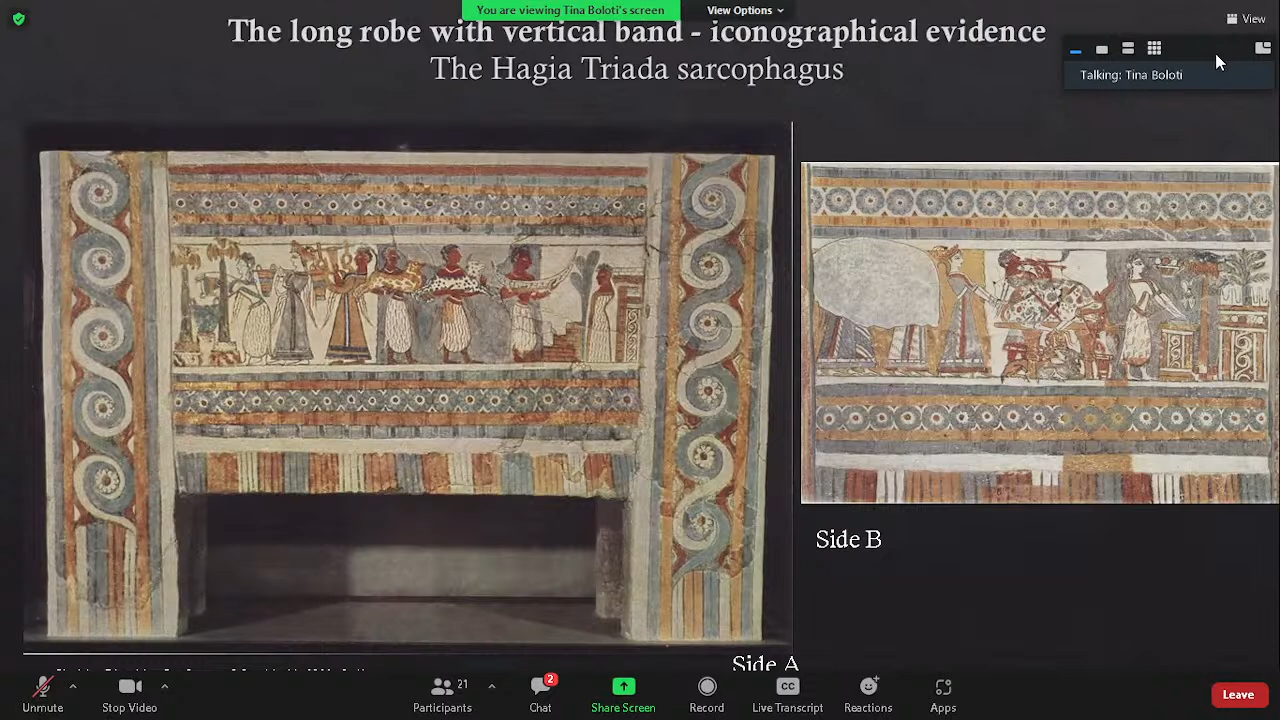 You are viewing Tina Boloti's screen
View Options
View
The long robe with vertical band - iconographical evidence
The Hagia Triada sarcophagus
Talking: Tina Boloti
Side B
Side A
Unmute
Stop Video
21
Participants
2
Chat
Share Screen
Record
CC
Live Transcript
Reactions
Apps
Leave